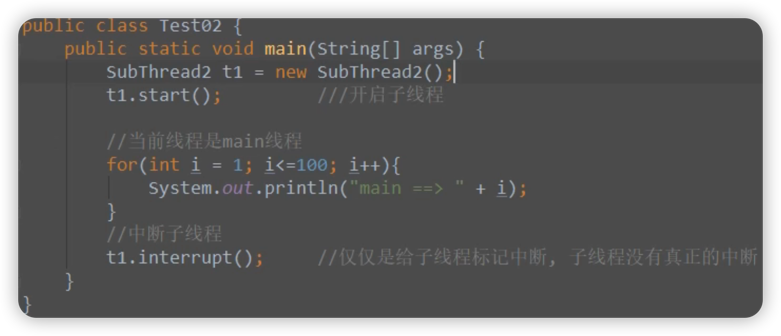 public class Test02 {
public static void main(String[] args) {
SubThread2 t1 = new SubThread2();
t1.start(); ///开启子线程
//当前线程是main线程
for(int i = 1; i<=100; i++){
System.out.println("main ==> " + i);
}
//中断子线程
t1.interrupt(); //仅仅是给子线程标记中断, 子线程没有真正的中断
}
}